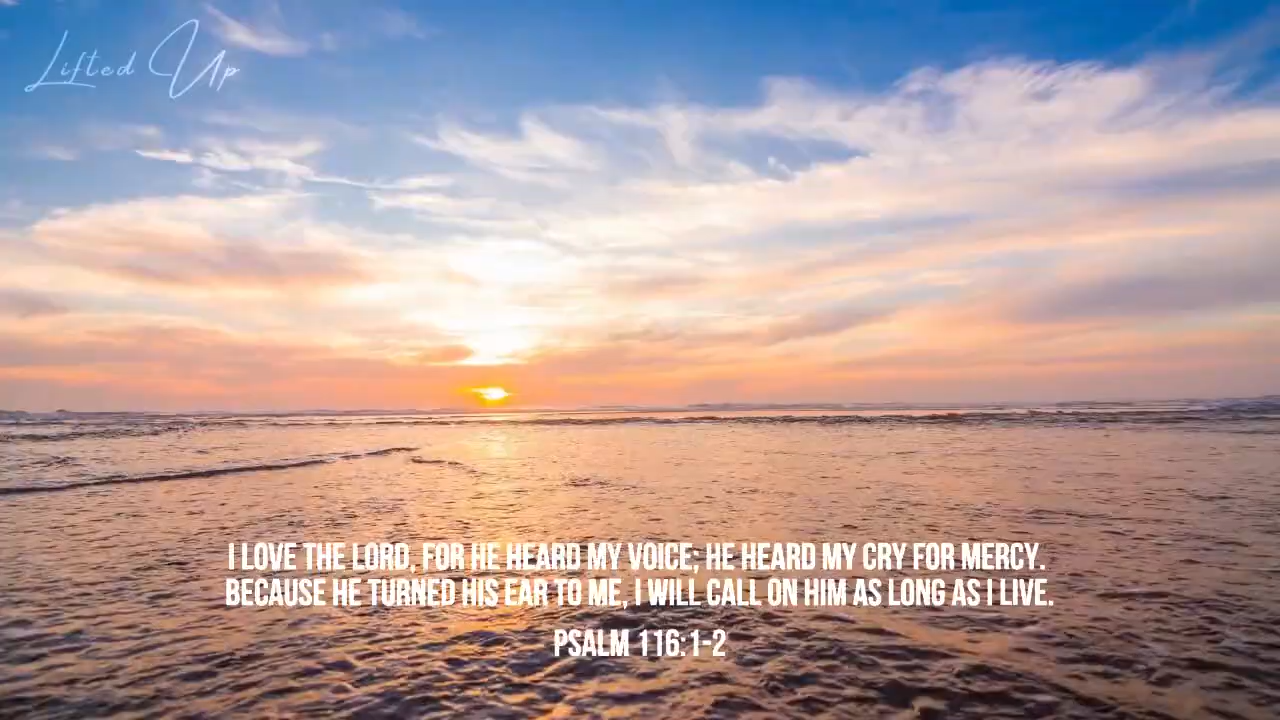 Lifted Up
I LOVE THE LORD, FOR HE HEARD MY VOICE; HE HEARD MY CRY FOR MERCY.
BECAUSE HE TURNED HIS EAR TO ME, I WILL CALL ON HIM AS LONG AS I LIVE.
PSALM 116:1-2